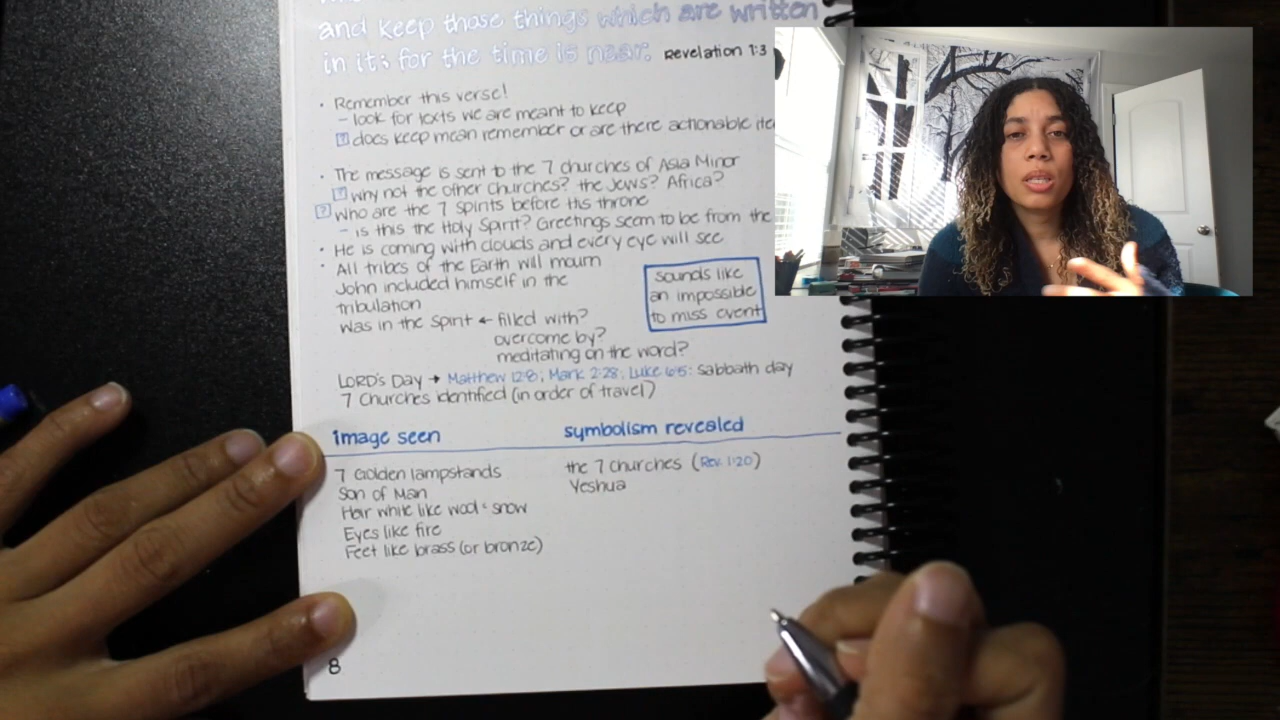 and keep those things which are written
in it; for the time is near. Revelation 1:3
• Remember this verse!
– look for texts we are meant to keep
? does keep mean remember or are there actionable ite
• The message is sent to the 7 churches of Asia Minor
? why not the other churches? the Jews? Africa?
? Who are the 7 spirits before His throne
– is this the Holy Spirit? Greetings seem to be from the
• He is coming with clouds and every eye will see
• All tribes of the Earth will mourn
John included himself in the
tribulation
sounds like
an impossible
to miss event
Was in the Spirit ← filled with?
overcome by?
meditating on the word?
LORD's Day → Matthew 12:8; Mark 2:28; Luke 6:5: Sabbath day
7 Churches identified (in order of travel)
image seen symbolism revealed
7 Golden lampstands the 7 churches (Rev. 1:20)
Son of Man Yeshua
Hair white like wool & snow
Eyes like fire
Feet like brass (or bronze)
8